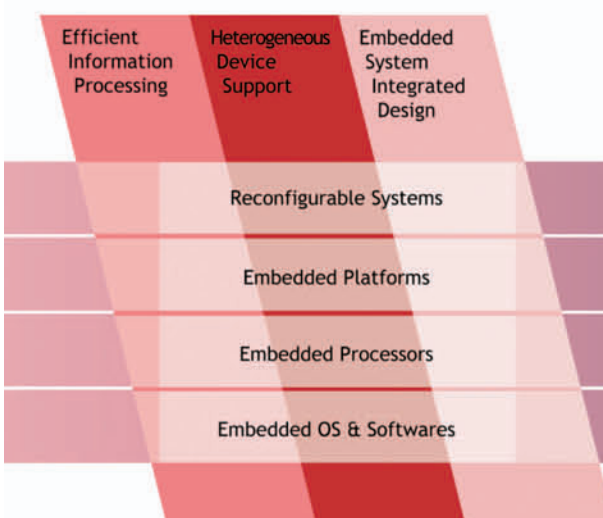 Efficient
Information
Processing
Heterogeneous
Device
Support
Embedded
System
Integrated
Design
Reconfigurable Systems
Embedded Platforms
Embedded Processors
Embedded OS & Softwares